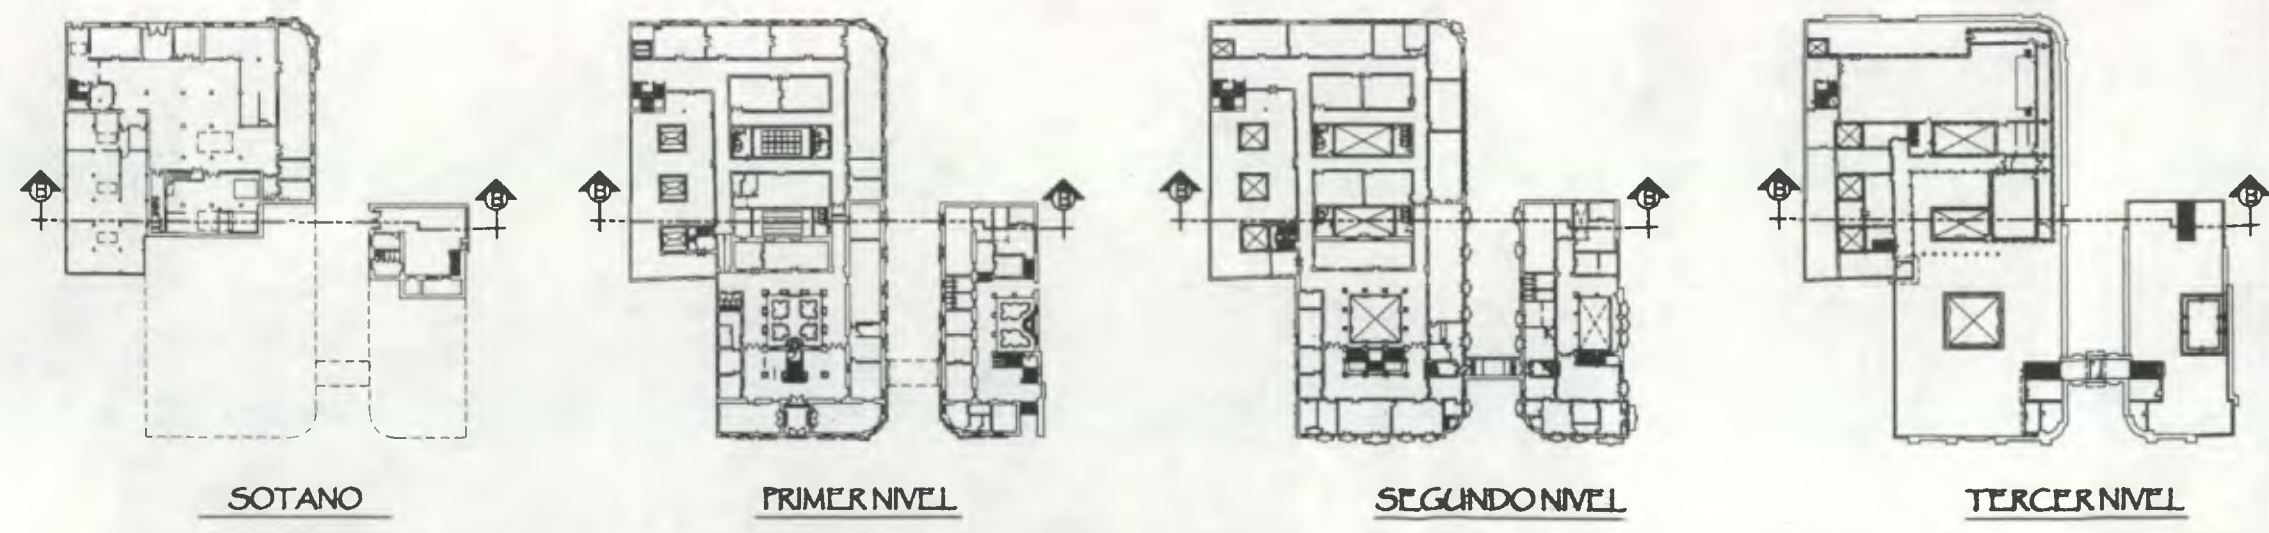 B B B B B B B B
SOTANO PRIMER NIVEL SEGUNDO NIVEL TERCER NIVEL